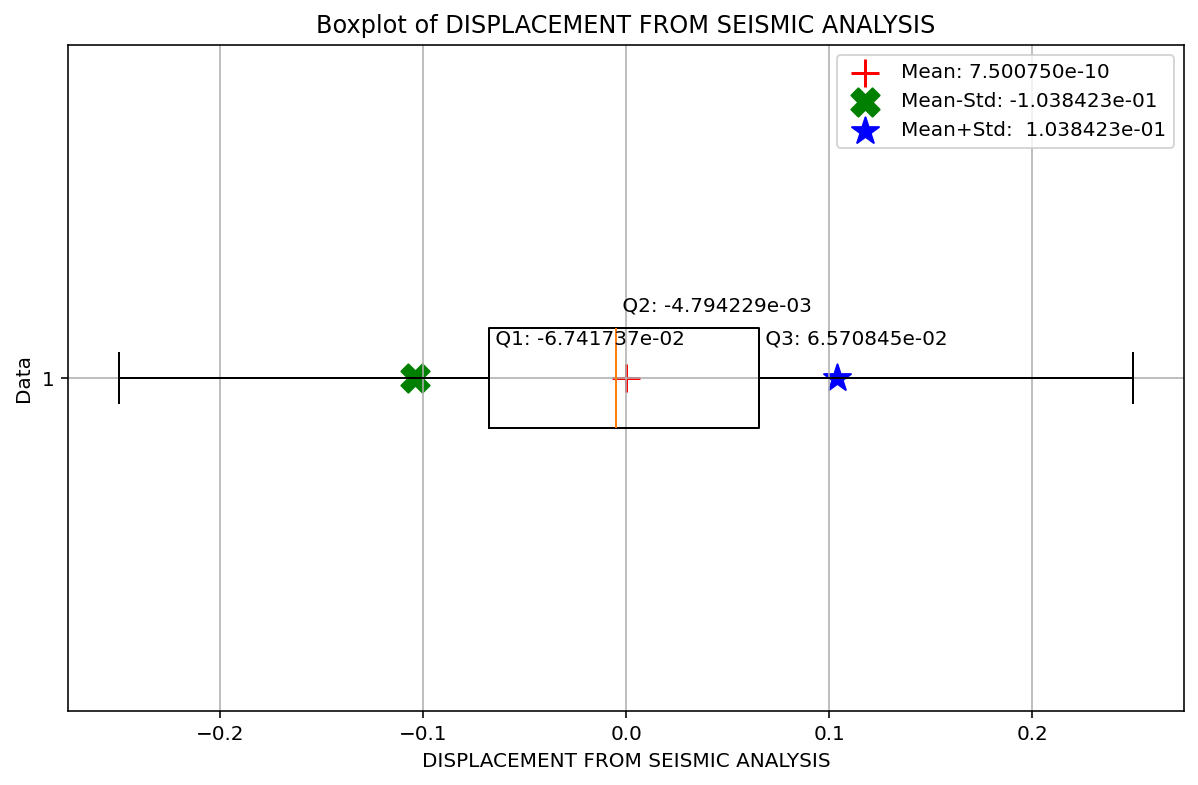 Boxplot of DISPLACEMENT FROM SEISMIC ANALYSIS
Mean: 7.500750e-10
Mean-Std: -1.038423e-01
Mean+Std:  1.038423e-01
Q2: -4.794229e-03
Q1: -6.741737e-02
Q3: 6.570845e-02
Data
1
−0.2
−0.1
0.0
0.1
0.2
DISPLACEMENT FROM SEISMIC ANALYSIS